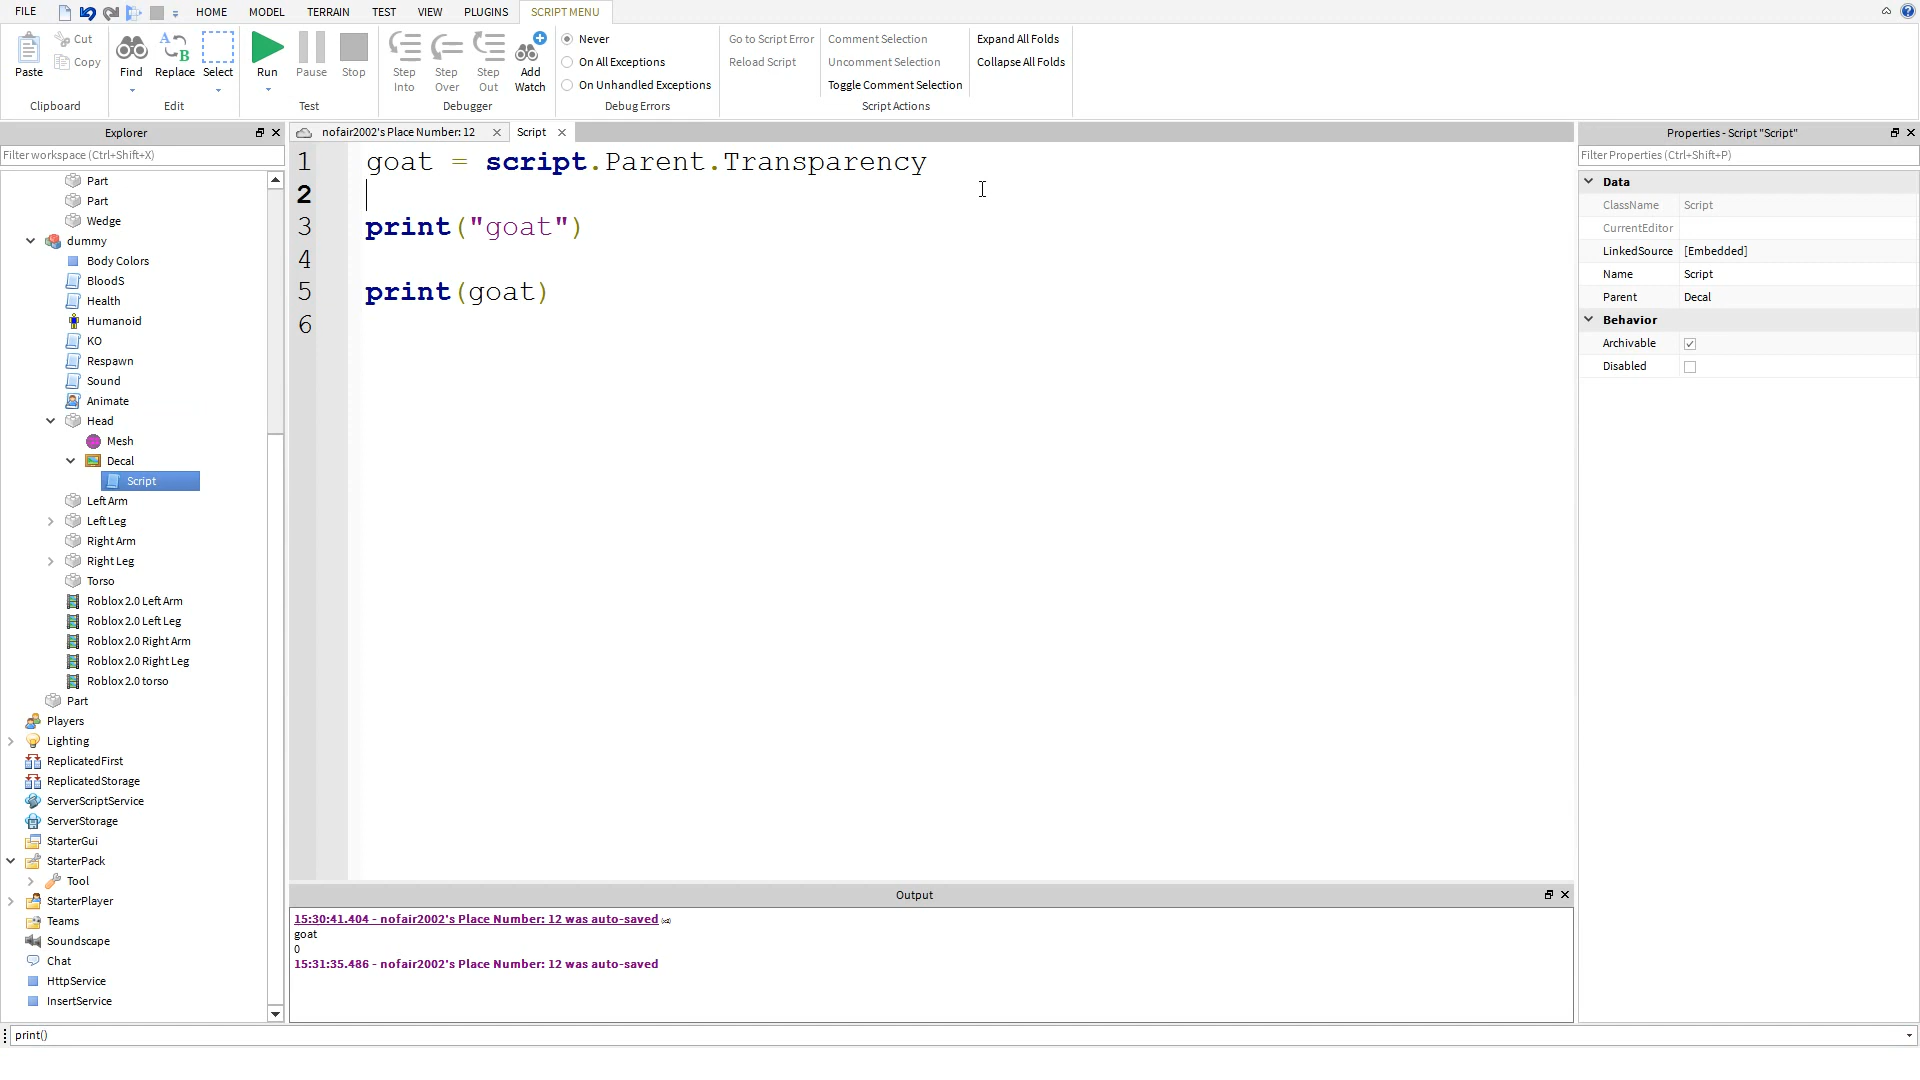 FILE HOME MODEL TERRAIN TEST VIEW PLUGINS SCRIPT MENU
Paste Cut Copy Find Replace Select Run Pause Stop Step Into Step Over Step Out Add Watch
Never
On All Exceptions
On Unhandled Exceptions
Go to Script Error
Reload Script
Comment Selection
Uncomment Selection
Toggle Comment Selection
Expand All Folds
Collapse All Folds
Clipboard Edit Test Debugger Debug Errors Script Actions
Explorer
Filter workspace (Ctrl+Shift+X)
Part
Part
Wedge
dummy
Body Colors
BloodS
Health
Humanoid
KO
Respawn
Sound
Animate
Head
Mesh
Decal
Script
Left Arm
Left Leg
Right Arm
Right Leg
Torso
Roblox 2.0 Left Arm
Roblox 2.0 Left Leg
Roblox 2.0 Right Arm
Roblox 2.0 Right Leg
Roblox 2.0 torso
Part
Players
Lighting
ReplicatedFirst
ReplicatedStorage
ServerScriptService
ServerStorage
StarterGui
StarterPack
Tool
StarterPlayer
Teams
Soundscape
Chat
HttpService
InsertService
nofair2002's Place Number: 12 Script
1 goat = script.Parent.Transparency
2
3 print("goat")
4
5 print(goat)
6
Output
15:30:41.404 - nofair2002's Place Number: 12 was auto-saved
goat
0
15:31:35.486 - nofair2002's Place Number: 12 was auto-saved
Properties - Script "Script"
Filter Properties (Ctrl+Shift+P)
Data
ClassName Script
CurrentEditor
LinkedSource [Embedded]
Name Script
Parent Decal
Behavior
Archivable
Disabled
print()